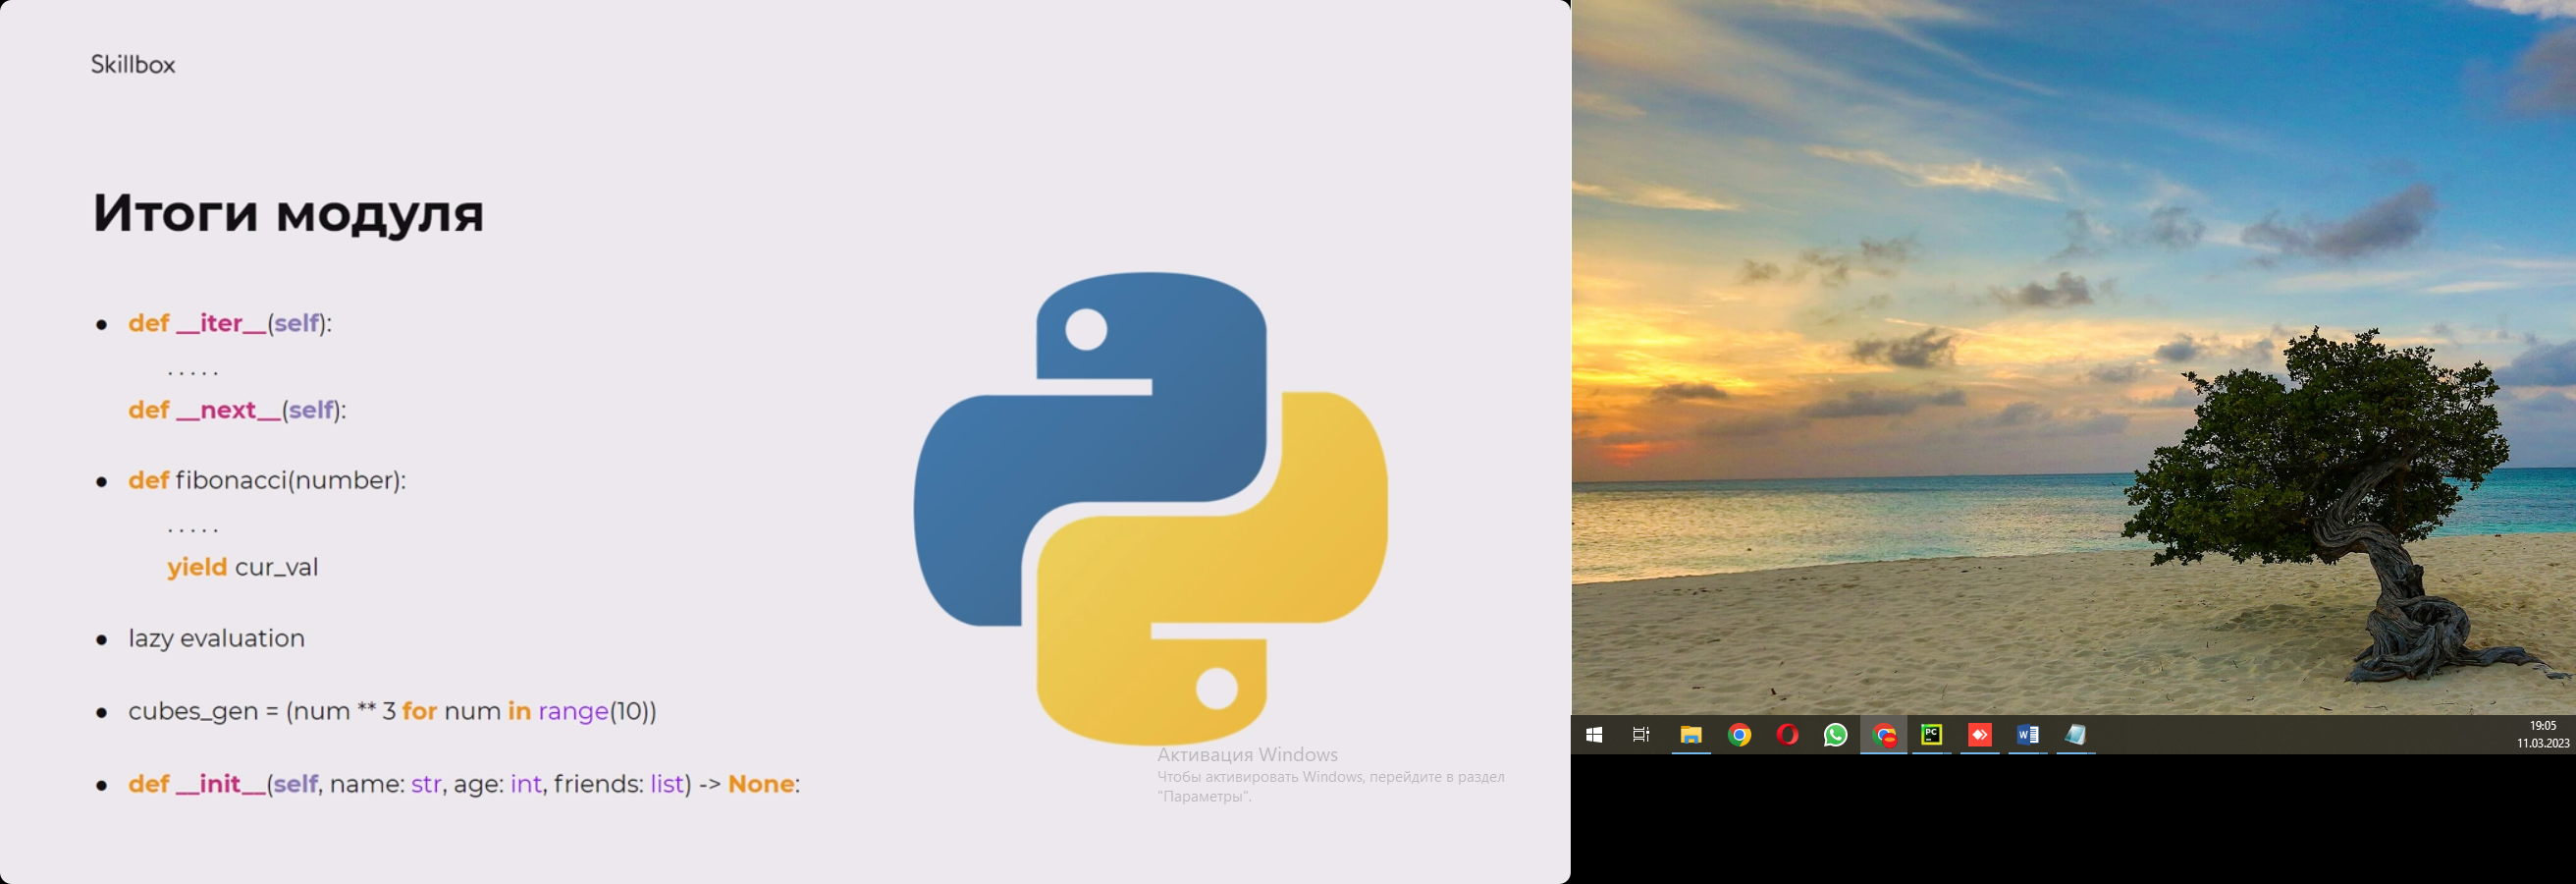 Skillbox
Итоги модуля
● def __iter__(self):
. . . . .
def __next__(self):
● def fibonacci(number):
. . . . .
yield cur_val
● lazy evaluation
● cubes_gen = (num ** 3 for num in range(10))
● def __init__(self, name: str, age: int, friends: list) -> None:
Активация Windows
Чтобы активировать Windows, перейдите в раздел
"Параметры".
PC
W
19:05
11.03.2023